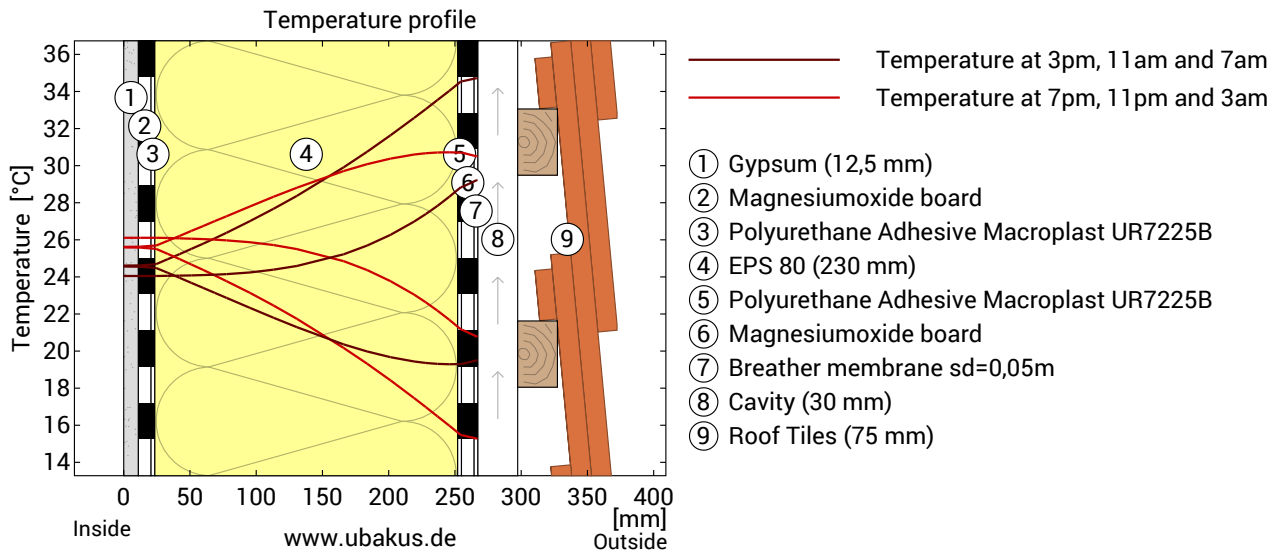 Temperature profile
Temperature [°C]
36
34
32
30
28
26
24
22
20
18
16
14
1
2
3
4
5
6
7
8
9
0
50
100
150
200
250
300
350
400
[mm]
Inside
www.ubakus.de
Outside
Temperature at 3pm, 11am and 7am
Temperature at 7pm, 11pm and 3am
1 Gypsum (12,5 mm)
2 Magnesiumoxide board
3 Polyurethane Adhesive Macroplast UR7225B
4 EPS 80 (230 mm)
5 Polyurethane Adhesive Macroplast UR7225B
6 Magnesiumoxide board
7 Breather membrane sd=0,05m
8 Cavity (30 mm)
9 Roof Tiles (75 mm)